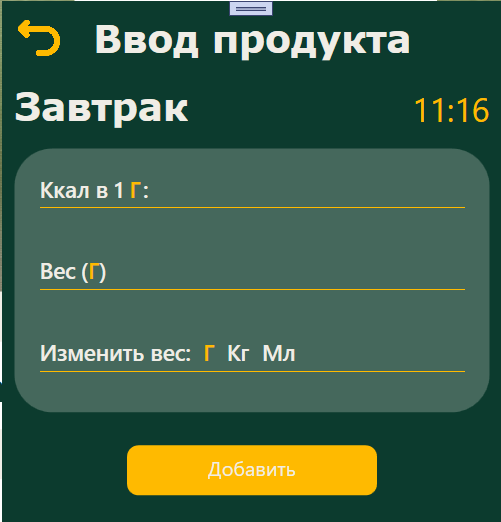 Ввод продукта
Завтрак 11:16
Ккал в 1 Г:
Вес (Г)
Изменить вес: Г Кг Мл
Добавить